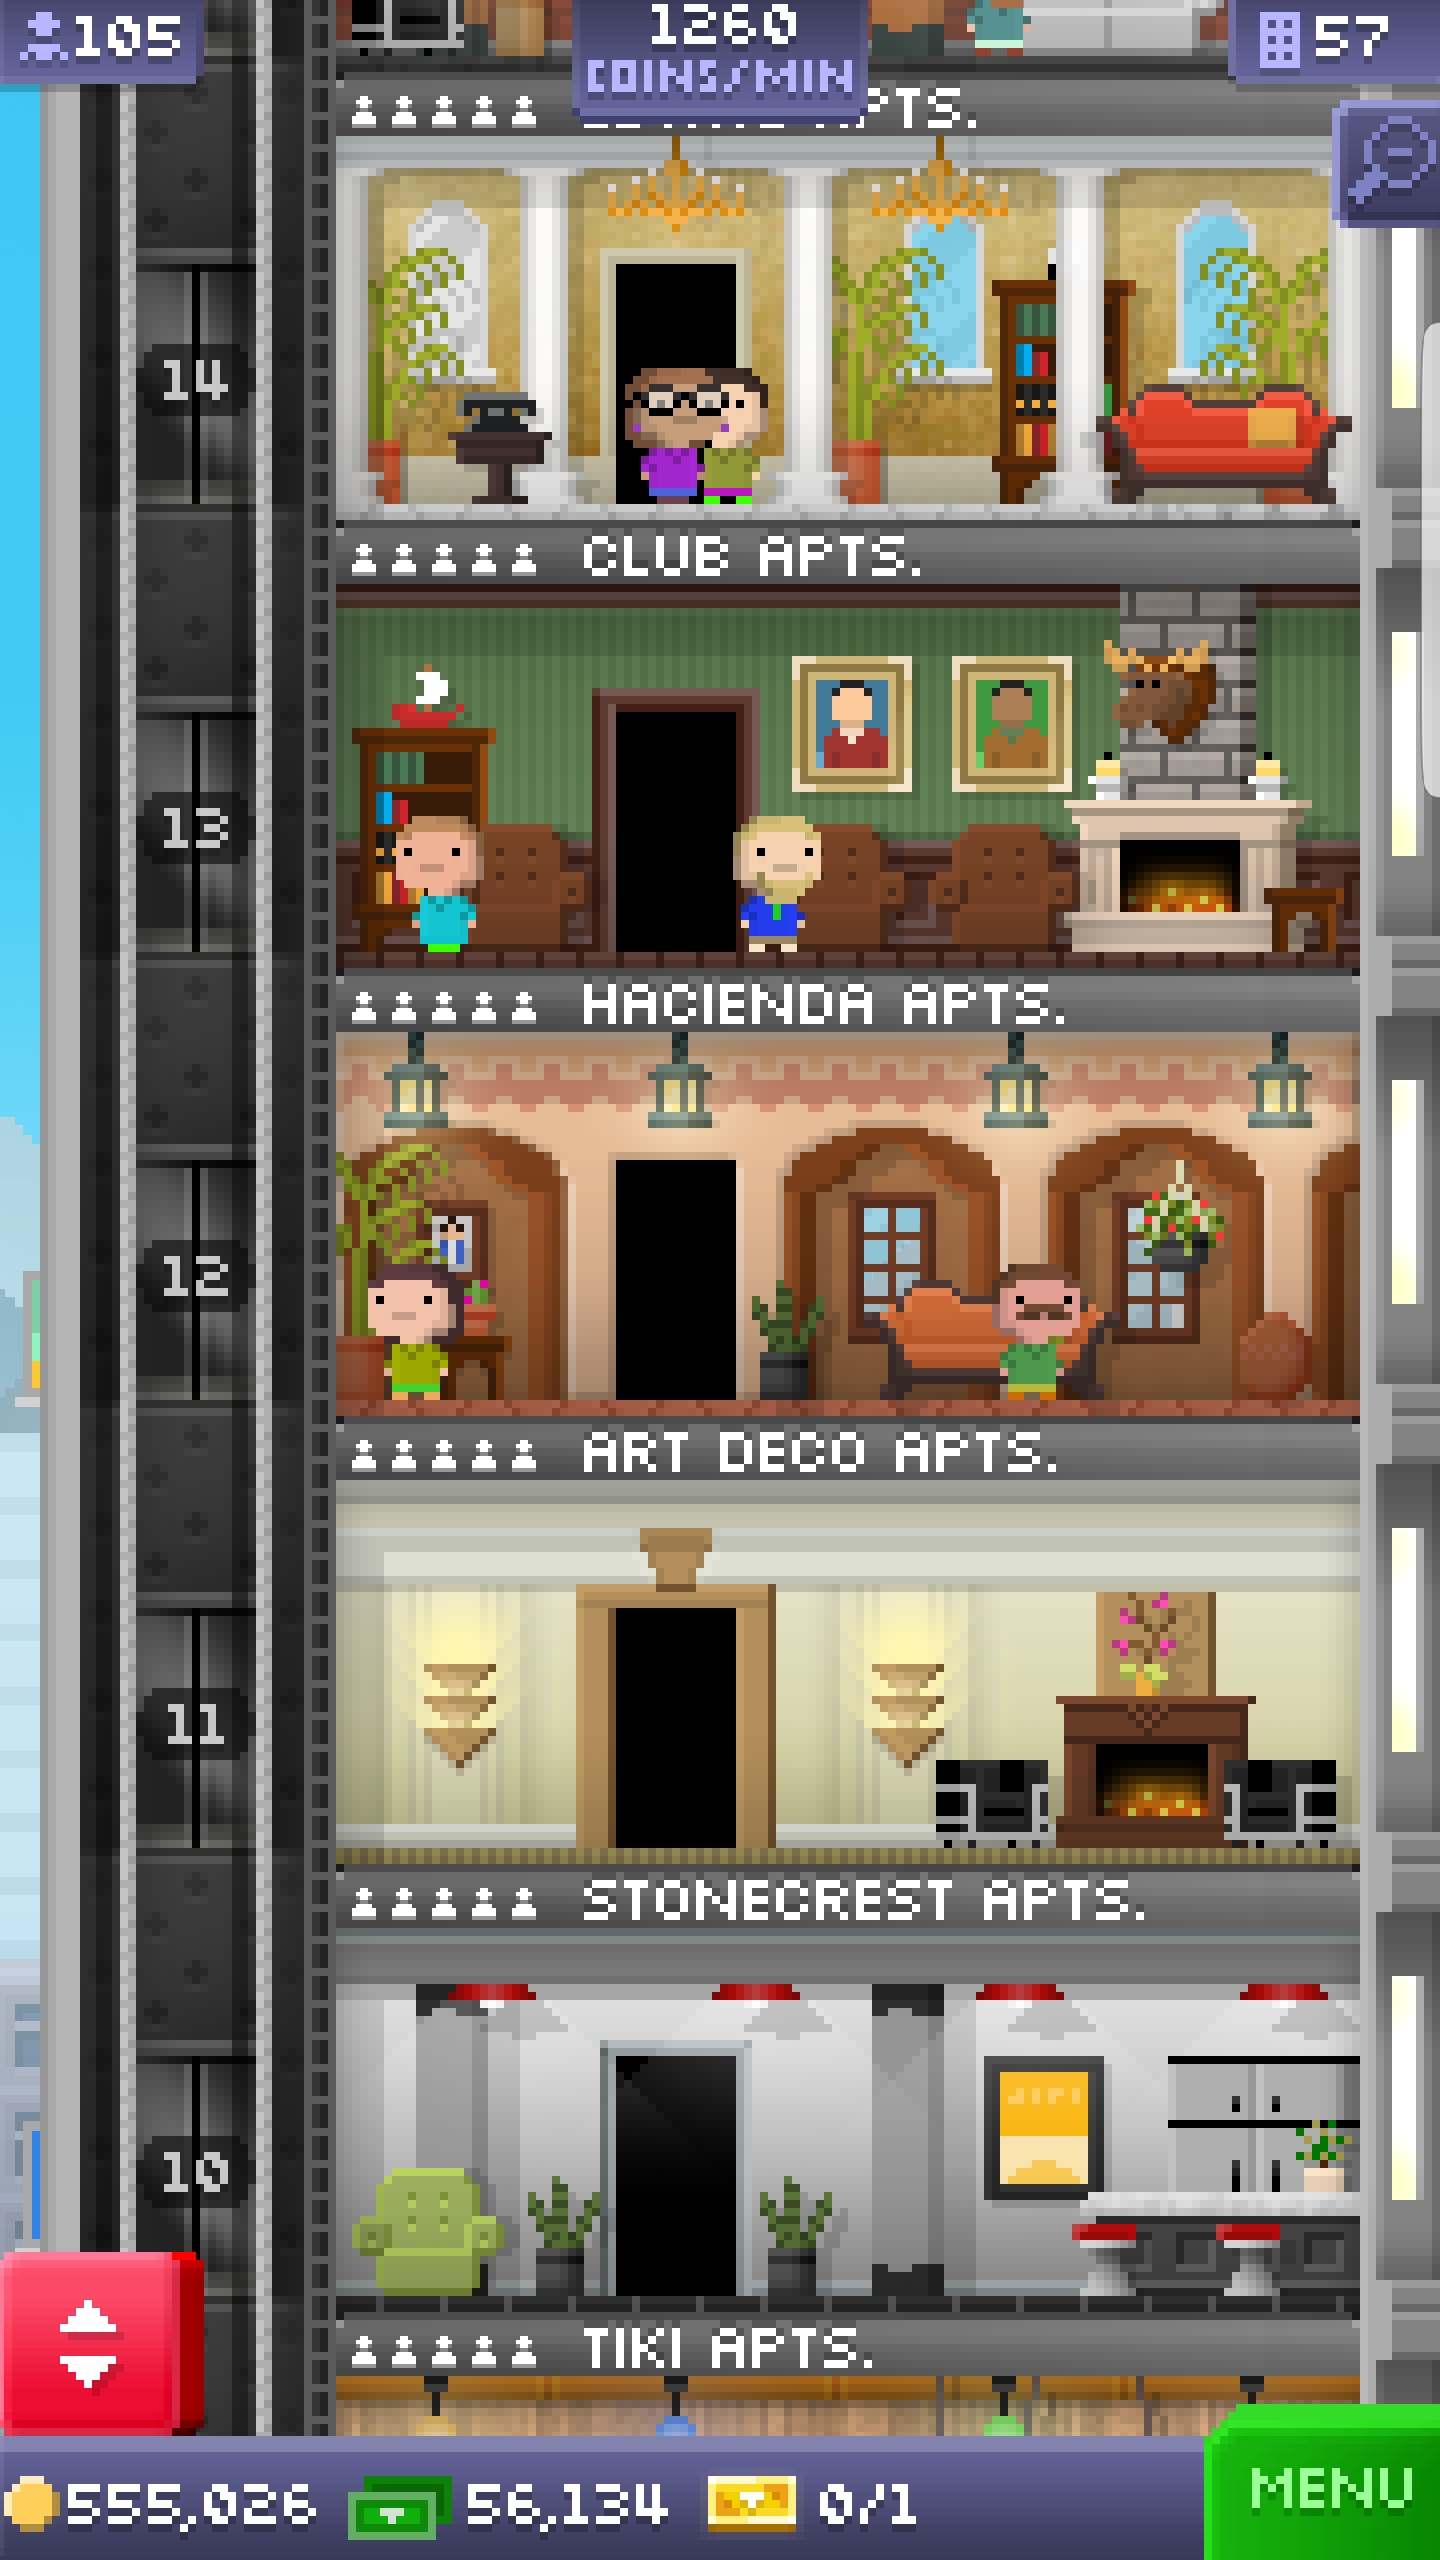 105
1260
COINS/MIN
57
APTS.
14
CLUB APTS.
13
HACIENDA APTS.
12
ART DECO APTS.
11
STONECREST APTS.
10
TIKI APTS.
555,026
56,134
0/1
MENU